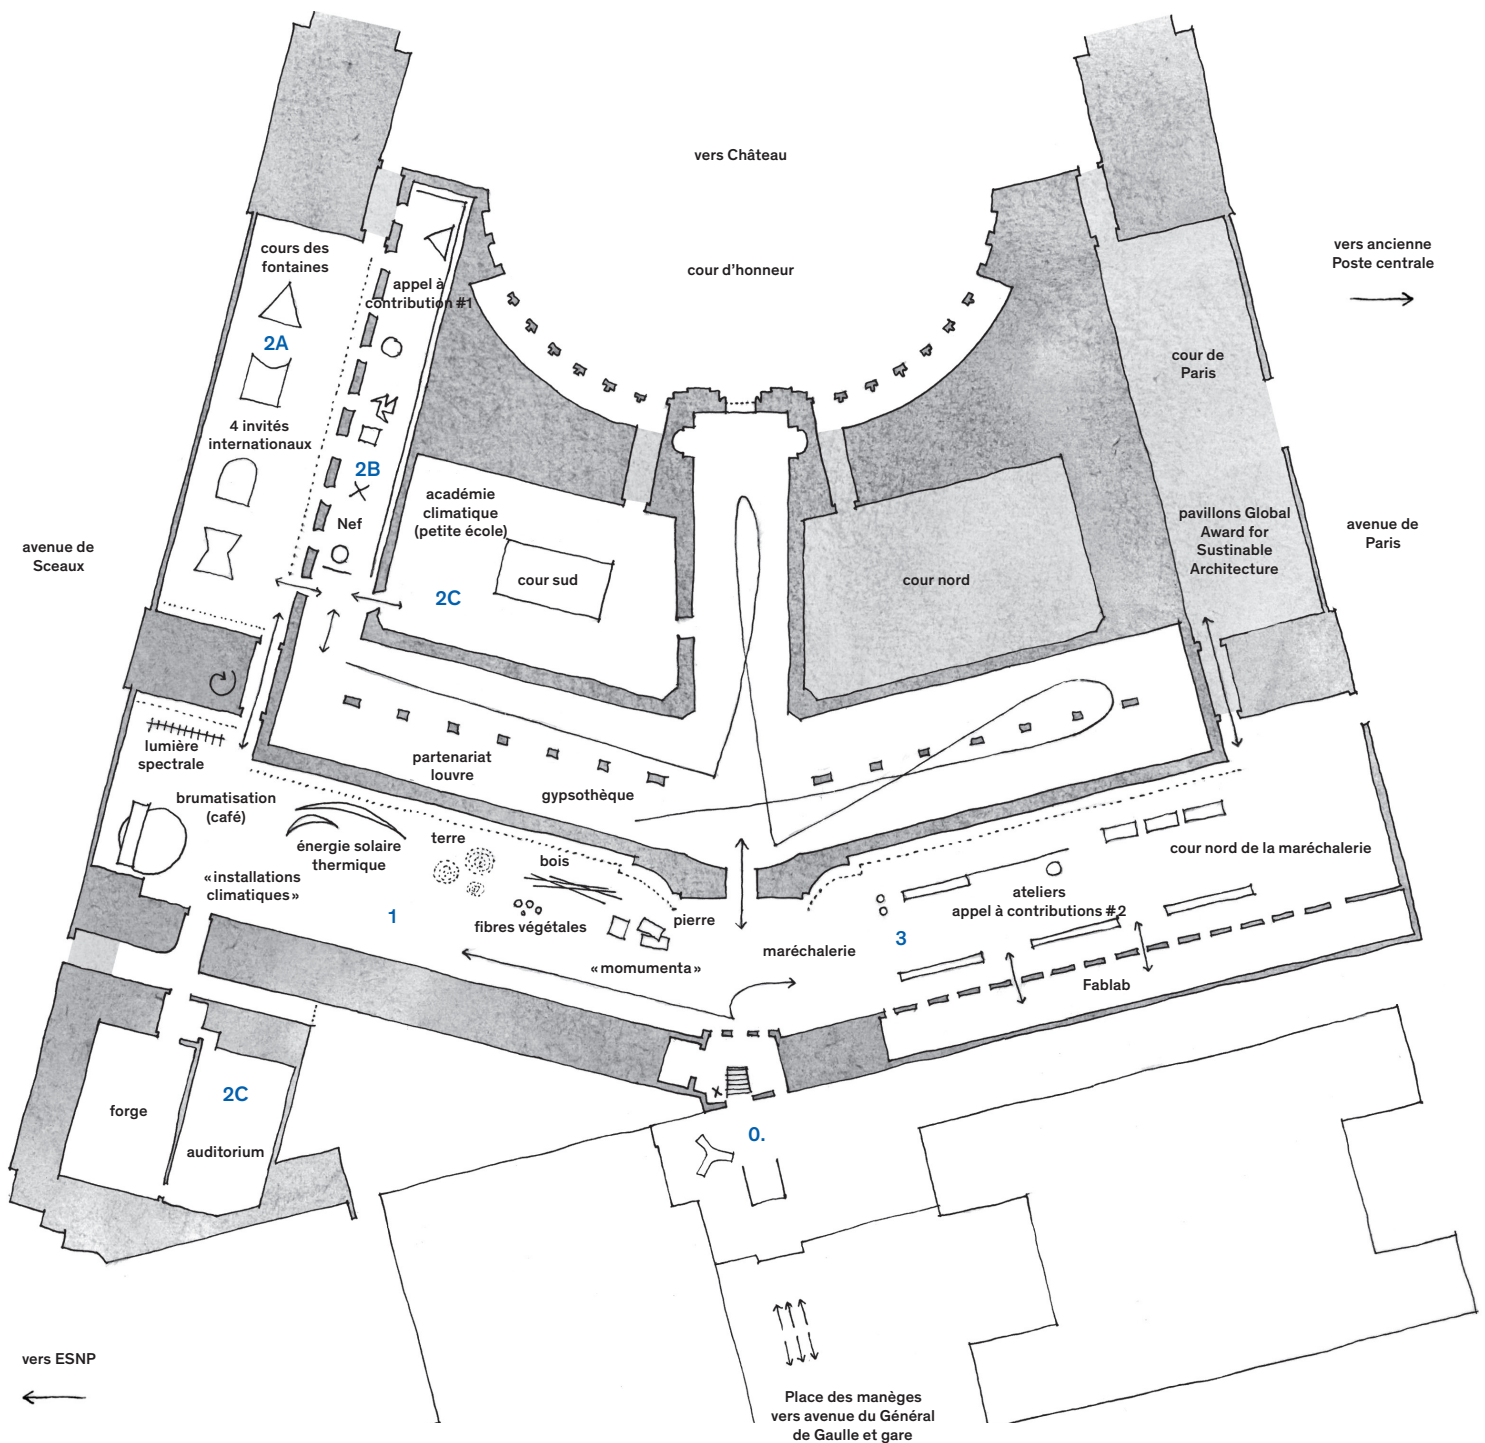 vers Château
cour d’honneur
vers ancienne
Poste centrale
cours des
fontaines
appel à
contribution #1
2A
4 invités
internationaux
2B
Nef
académie
climatique
(petite école)
cour sud
2C
cour nord
cour de
Paris
pavillons Global
Award for
Sustinable
Architecture
avenue de
Paris
avenue de
Sceaux
lumière
spectrale
brumatisation
(café)
énergie solaire
thermique
«installations
climatiques»
partenariat
louvre
gypsothèque
terre
bois
fibres végétales
pierre
1
«momumenta»
maréchalerie
3
ateliers
appel à contributions #2
cour nord de la maréchalerie
Fablab
forge
2C
auditorium
0.
vers ESNP
Place des manèges
vers avenue du Général
de Gaulle et gare